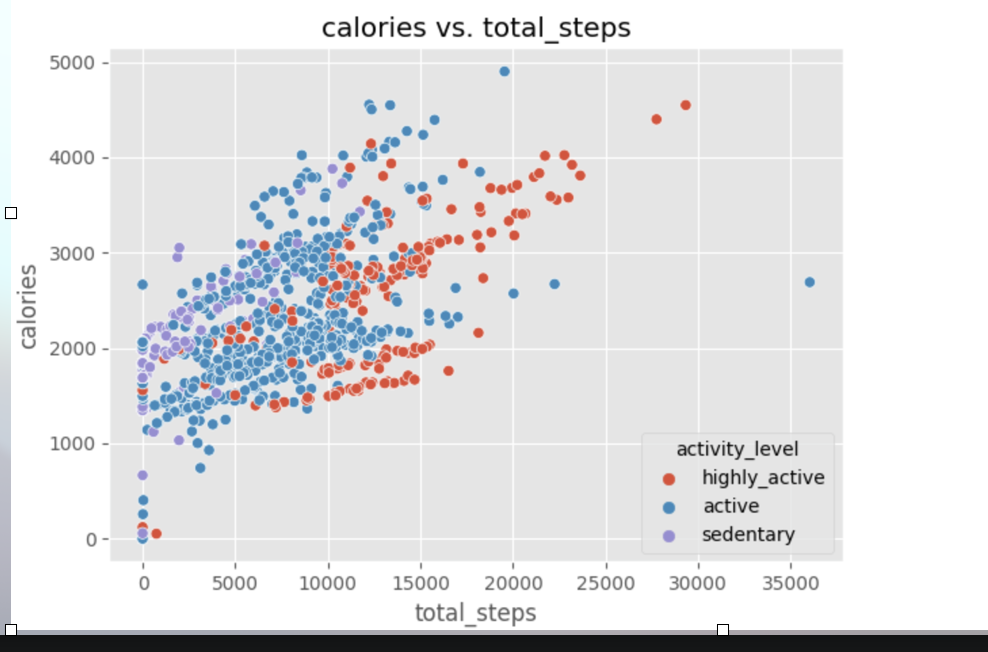 calories vs. total_steps
5000
4000
3000
2000
1000
0
calories
0 5000 10000 15000 20000 25000 30000 35000
total_steps
activity_level
highly_active
active
sedentary